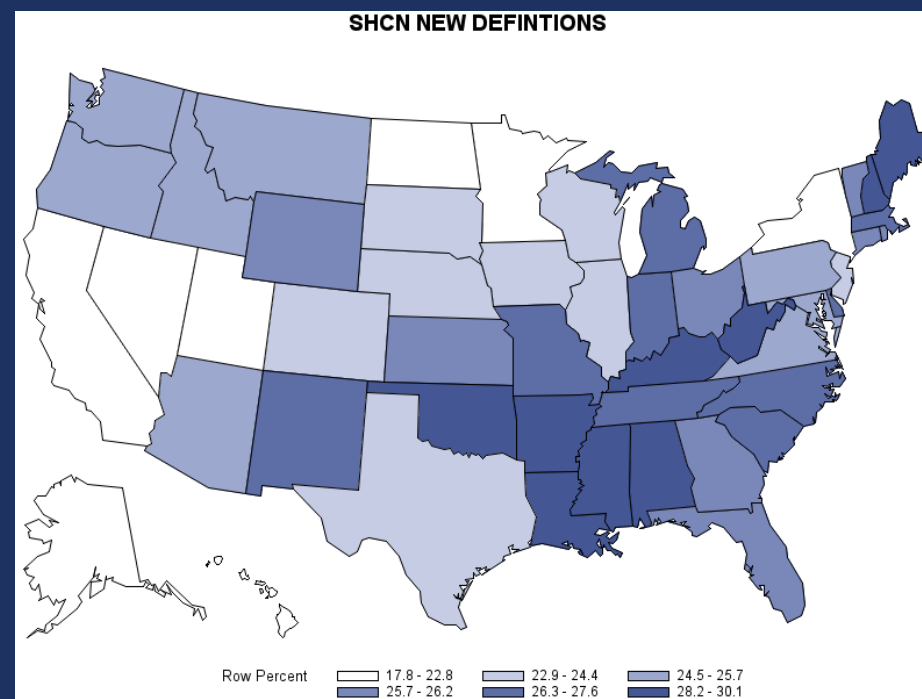 SHCN NEW DEFINTIONS
Row Percent 17.8 - 22.8 22.9 - 24.4 24.5 - 25.7
25.7 - 26.2 26.3 - 27.6 28.2 - 30.1